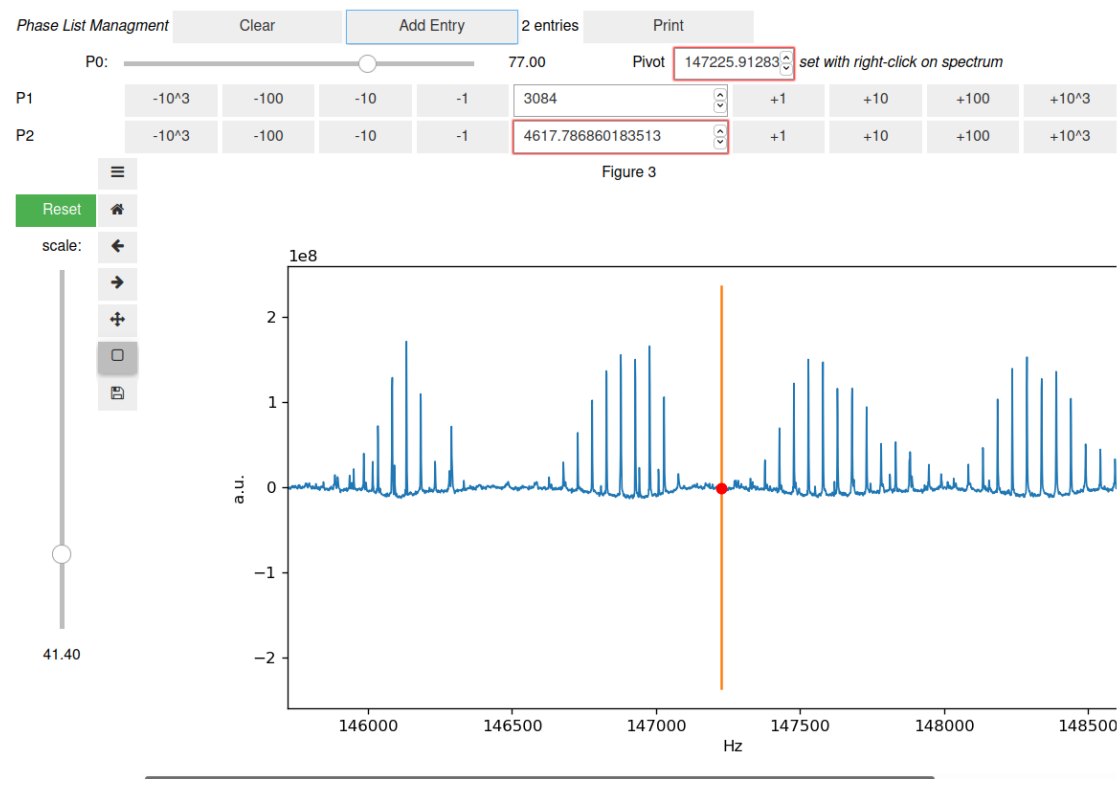 Phase List Managment Clear Add Entry 2 entries Print
P0: 77.00 Pivot 147225.91283 set with right-click on spectrum
P1 -10^3 -100 -10 -1 3084 +1 +10 +100 +10^3
P2 -10^3 -100 -10 -1 4617.786860183513 +1 +10 +100 +10^3
Figure 3
Reset
scale:
41.40
1e8
2
1
0
−1
−2
a.u.
146000 146500 147000 147500 148000 148500
Hz